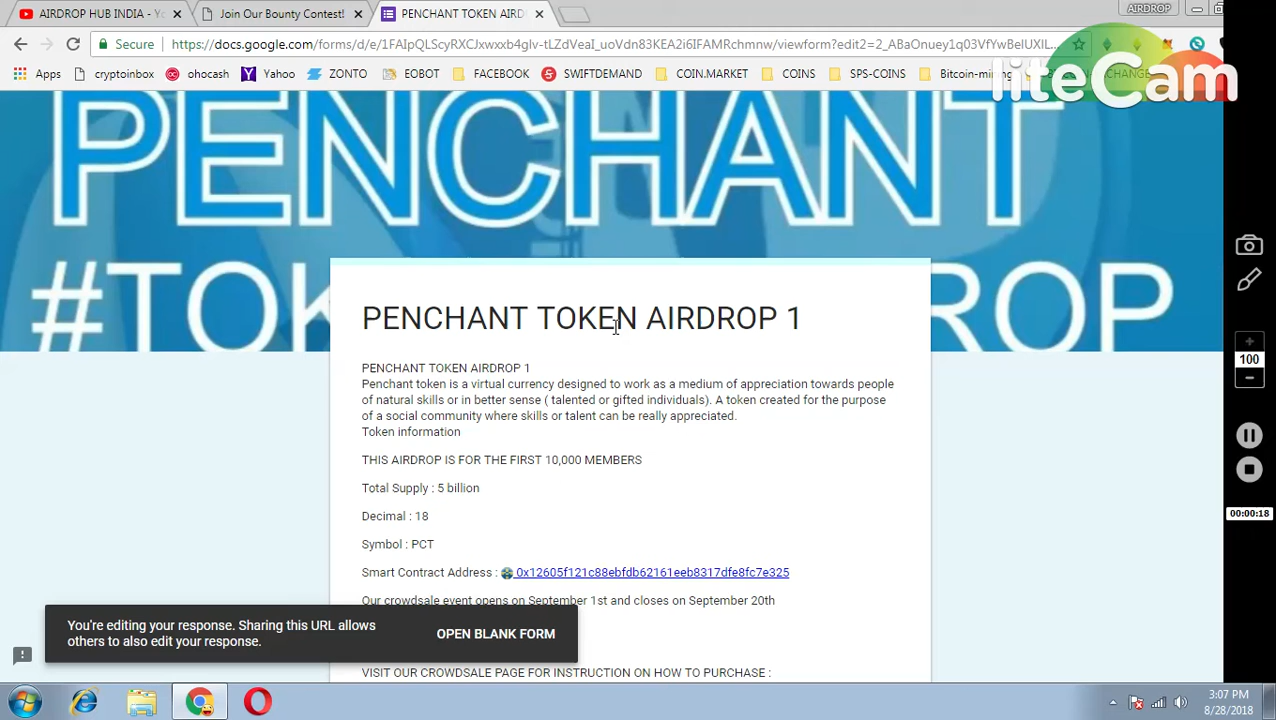 AIRDROP HUB INDIA - Yo
Join Our Bounty Contest!
PENCHANT TOKEN AIRD
AIRDROP
Secure
https://docs.google.com/forms/d/e/1FAI
Apps
cryptoinbox
ohocash
Yahoo
ZONTO
EOBOT
FACEBOOK
SWIFTDEMAND
COIN.MARKET
COINS
SPS-COINS
Bitcoin-mining
liteCam
PENCHANT
PENCHANT TOKEN AIRDROP 1
PENCHANT TOKEN AIRDROP 1
Penchant token is a virtual currency designed to work as a medium of appreciation towards people
of natural skills or in better sense ( talented or gifted individuals). A token created for the purpose
of a social community where skills or talent can be really appreciated.
Token information
THIS AIRDROP IS FOR THE FIRST 10,000 MEMBERS
Total Supply : 5 billion
Decimal : 18
Symbol : PCT
Smart Contract Address : 0x12605f121c88ebfdb62161eeb8317dfe8fc7e325
Our crowdsale event opens on September 1st and closes on September 20th
You're editing your response. Sharing this URL allows
others to also edit your response.
OPEN BLANK FORM
VISIT OUR CROWDSALE PAGE FOR INSTRUCTION ON HOW TO PURCHASE :
100
00:00:18
3:07 PM
8/28/2018